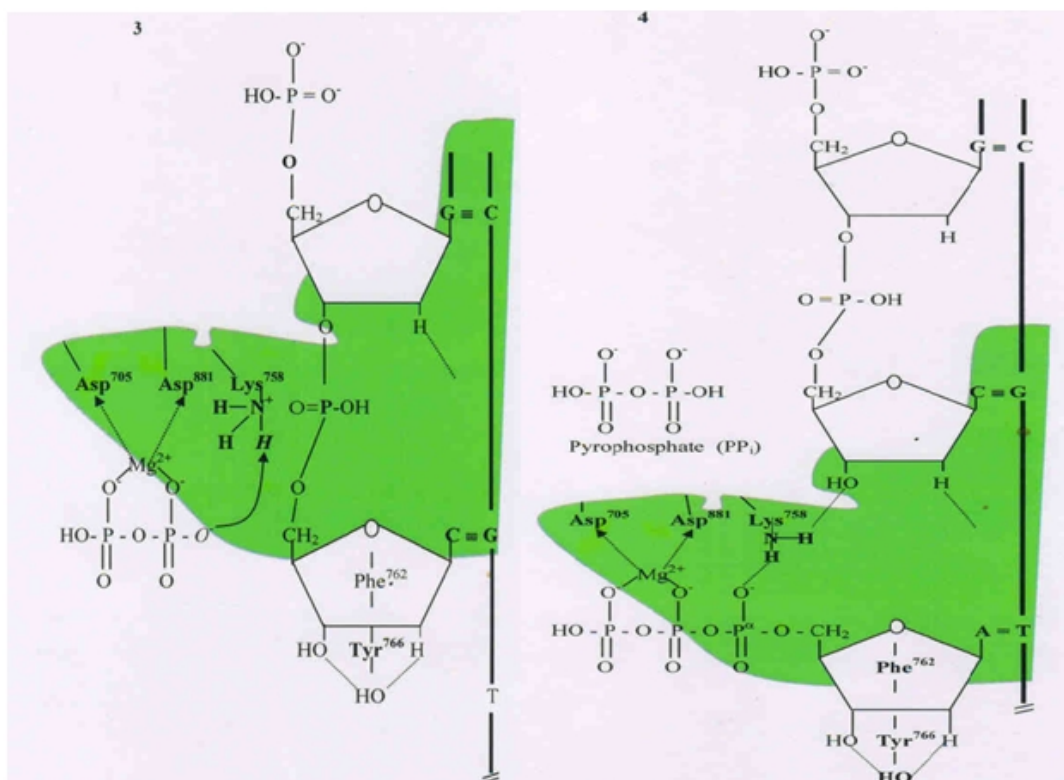 3
O⁻
HO-P=O⁻
O
CH₂
O
G≡C
O
H
Asp⁷⁰⁵
Asp⁸⁸¹
Lys⁷⁵⁸
H-N⁺
H
H
O=P-OH
Mg²⁺
O⁻
O⁻
O
HO-P-O-P-O⁻
O
O
CH₂
O
C≡G
Phe⁷⁶²
HO
Tyr⁷⁶⁶
H
HO
T
4
O⁻
HO-P=O⁻
O
CH₂
O
G≡C
O
H
O=P-OH
O
O⁻
O⁻
HO-P-O-P-OH
O
O
Pyrophosphate (PPᵢ)
CH₂
O
C≡G
HO
H
Asp⁷⁰⁵
Asp⁸⁸¹
Lys⁷⁵⁸
N-H
H
Mg²⁺
O⁻
O⁻
O⁻
HO-P-O-P-O-Pᵅ-O-CH₂
O
O
O
O
A=T
Phe⁷⁶²
HO
Tyr⁷⁶⁶
H
HO